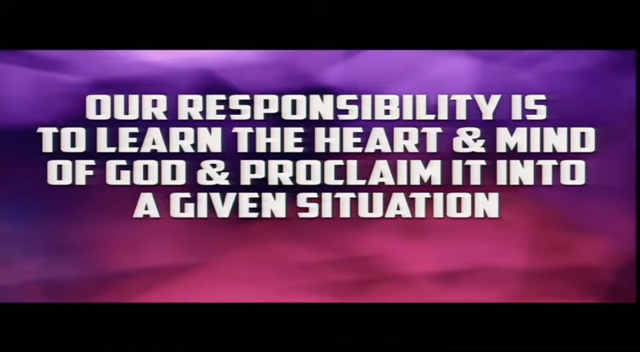 OUR RESPONSIBILITY IS
TO LEARN THE HEART & MIND
OF GOD & PROCLAIM IT INTO
A GIVEN SITUATION